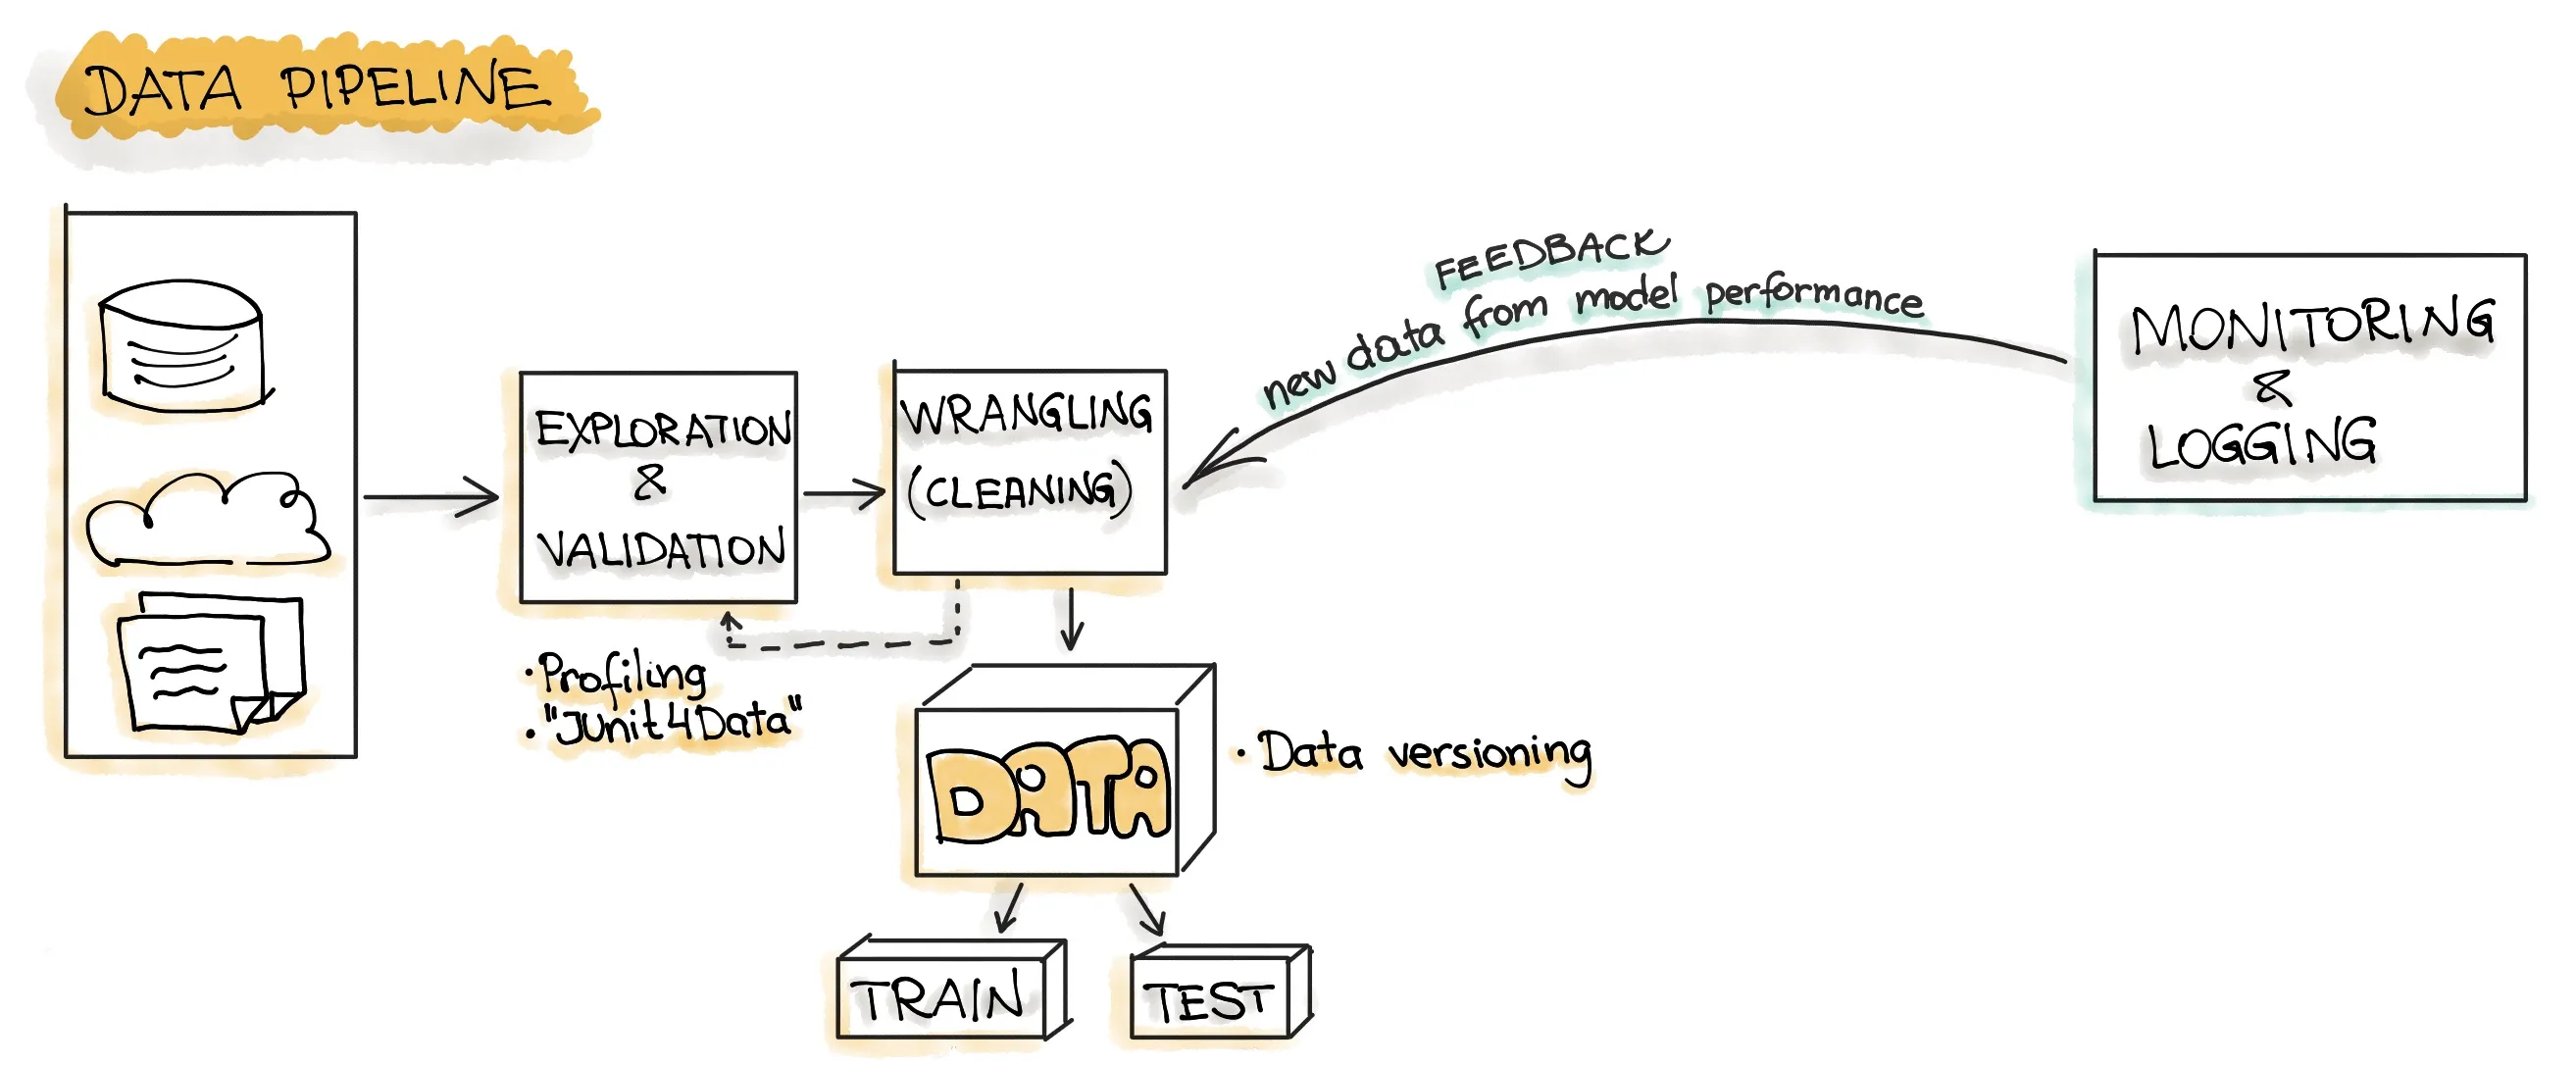 DATA PIPELINE
EXPLORATION
&
VALIDATION
• Profiling
• "JUnit4Data"
WRANGLING
(CLEANING)
FEEDBACK
new data from model performance
MONITORING
&
LOGGING
DATA
• Data versioning
TRAIN
TEST